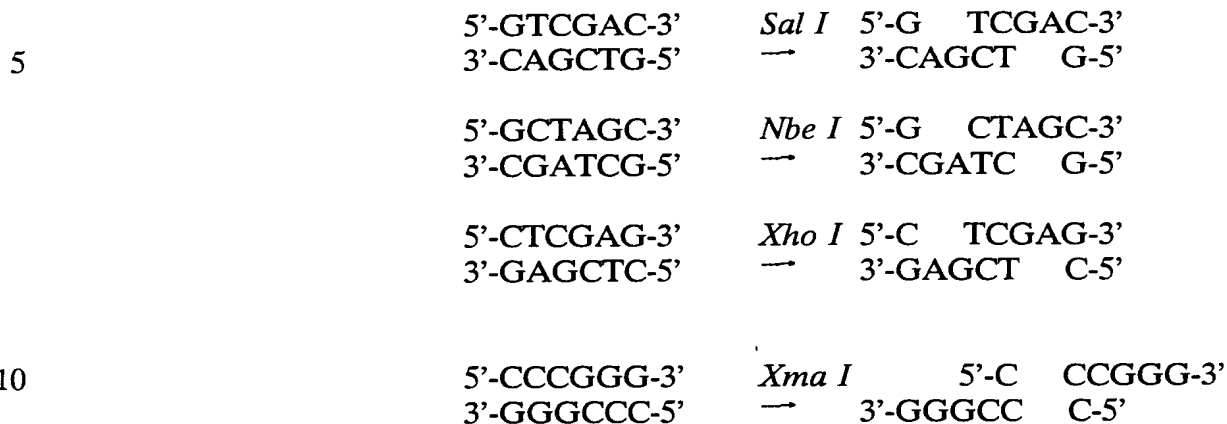 5'-GTCGAC-3' Sal I 5'-G TCGAC-3'
5 3'-CAGCTG-5' → 3'-CAGCT G-5'
5'-GCTAGC-3' Nbe I 5'-G CTAGC-3'
3'-CGATCG-5' → 3'-CGATC G-5'
5'-CTCGAG-3' Xho I 5'-C TCGAG-3'
3'-GAGCTC-5' → 3'-GAGCT C-5'
10 5'-CCCGGG-3' Xma I 5'-C CCGGG-3'
3'-GGGCCC-5' → 3'-GGGCC C-5'